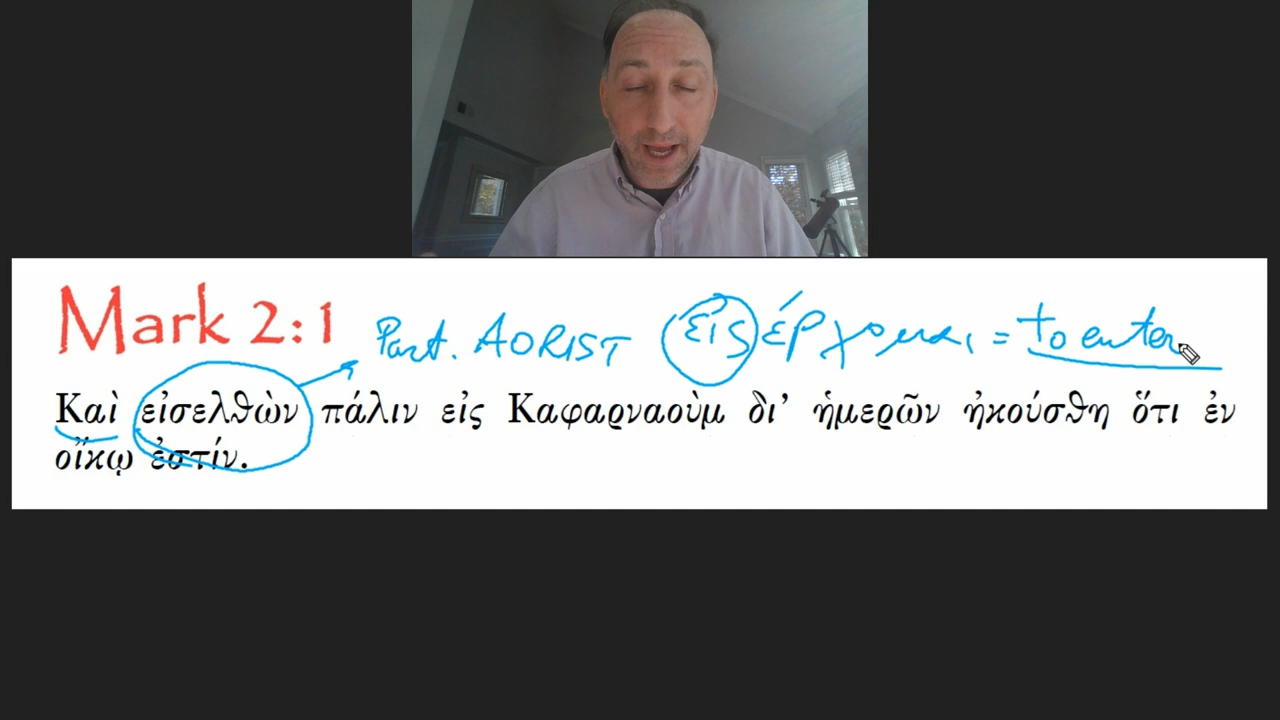 Mark 2:1
Part. AORIST εἰς έρχομαι = to enter
Καὶ εἰσελθὼν πάλιν εἰς Καφαρναοὺμ δι’ ἡμερῶν ἠκούσθη ὅτι ἐν
οἴκῳ ἐστίν.